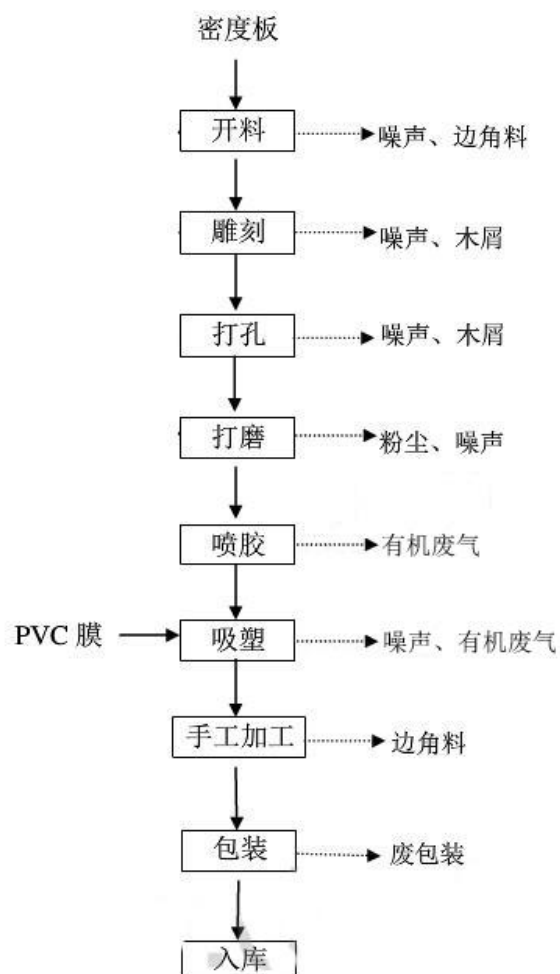 密度板
开料
噪声、边角料
雕刻
噪声、木屑
打孔
噪声、木屑
打磨
粉尘、噪声
喷胶
有机废气
PVC 膜
吸塑
噪声、有机废气
手工加工
边角料
包装
废包装
入库